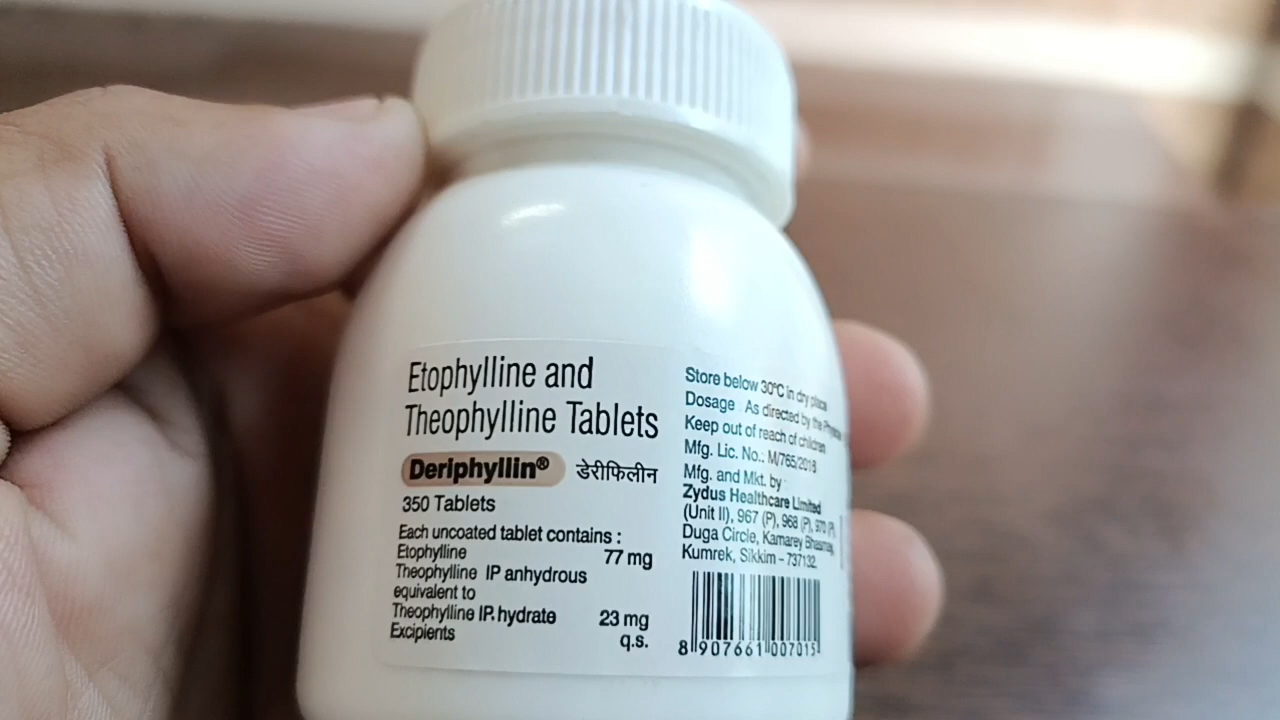 Etophylline and
Theophylline Tablets
Deriphyllin® डेरीफिलीन
350 Tablets
Each uncoated tablet contains :
Etophylline 77 mg
Theophylline IP anhydrous
equivalent to
Theophylline IP. hydrate 23 mg
Excipients q.s.
Store below 30°C in dry place
Dosage As directed by the
Keep out of reach of children
Mfg. Lic. No.: M/765/2018
Mfg. and Mkt. by
Zydus Healthcare Limited
(Unit II), 967 (P), 968 (P), 970 (P)
Duga Circle, Kamarey Bhasmey,
Kumrek, Sikkim - 737132.
8 907661 007015